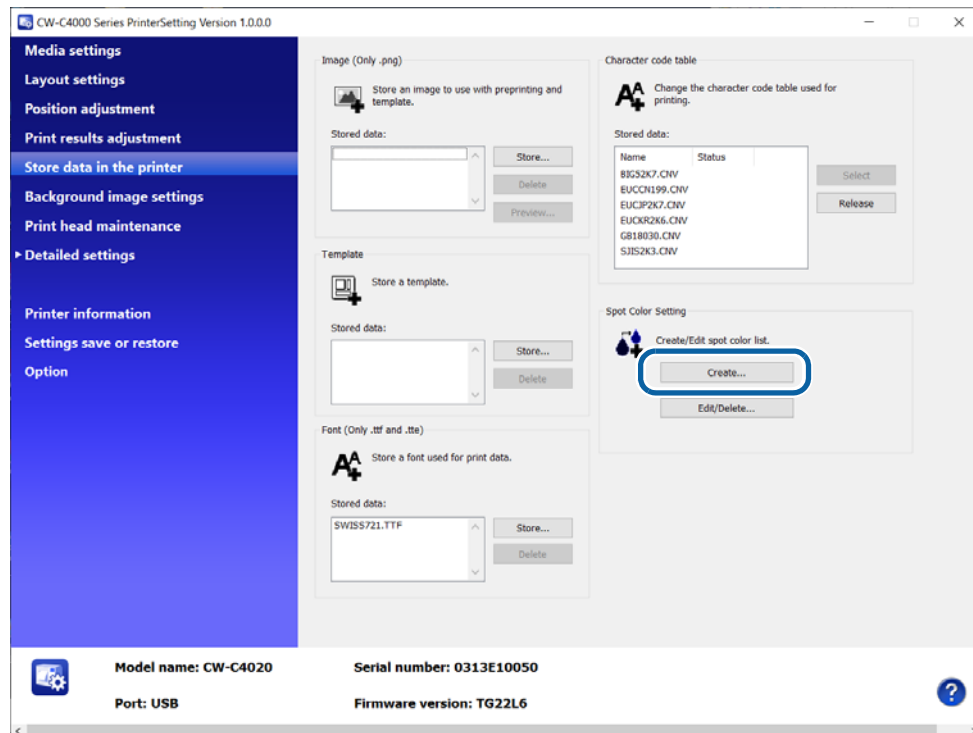 CW-C4000 Series PrinterSetting Version 1.0.0.0
Media settings
Layout settings
Position adjustment
Print results adjustment
Store data in the printer
Background image settings
Print head maintenance
Detailed settings
Printer information
Settings save or restore
Option
Image (Only .png)
Store an image to use with preprinting and
template.
Stored data:
Store...
Delete
Preview...
Template
Store a template.
Stored data:
Store...
Delete
Font (Only .ttf and .tte)
Store a font used for print data.
Stored data:
SWISS721.TTF
Store...
Delete
Character code table
Change the character code table used for
printing.
Stored data:
Name Status
BIG52K7.CNV
EUCCN199.CNV
EUCJP2K7.CNV
EUCKR2K6.CNV
GB18030.CNV
SJIS2K3.CNV
Select
Release
Spot Color Setting
Create/Edit spot color list.
Create...
Edit/Delete...
Model name: CW-C4020
Serial number: 0313E10050
Port: USB
Firmware version: TG22L6